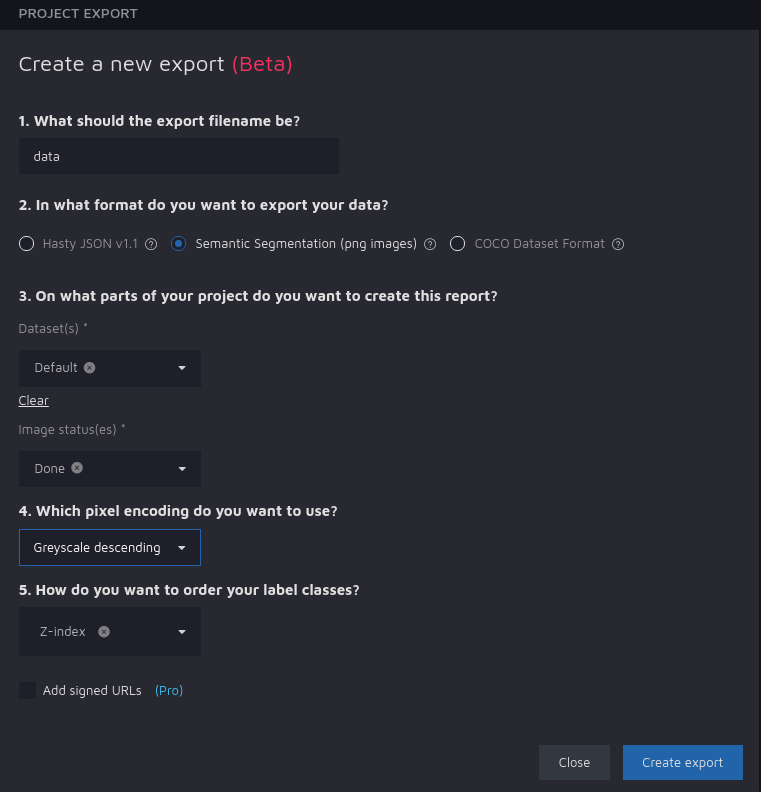 PROJECT EXPORT
Create a new export (Beta)
1. What should the export filename be?
data
2. In what format do you want to export your data?
Hasty JSON v1.1 Semantic Segmentation (png images) COCO Dataset Format
3. On what parts of your project do you want to create this report?
Dataset(s) *
Default
Clear
Image status(es) *
Done
4. Which pixel encoding do you want to use?
Greyscale descending
5. How do you want to order your label classes?
Z-index
Add signed URLs (Pro)
Close Create export